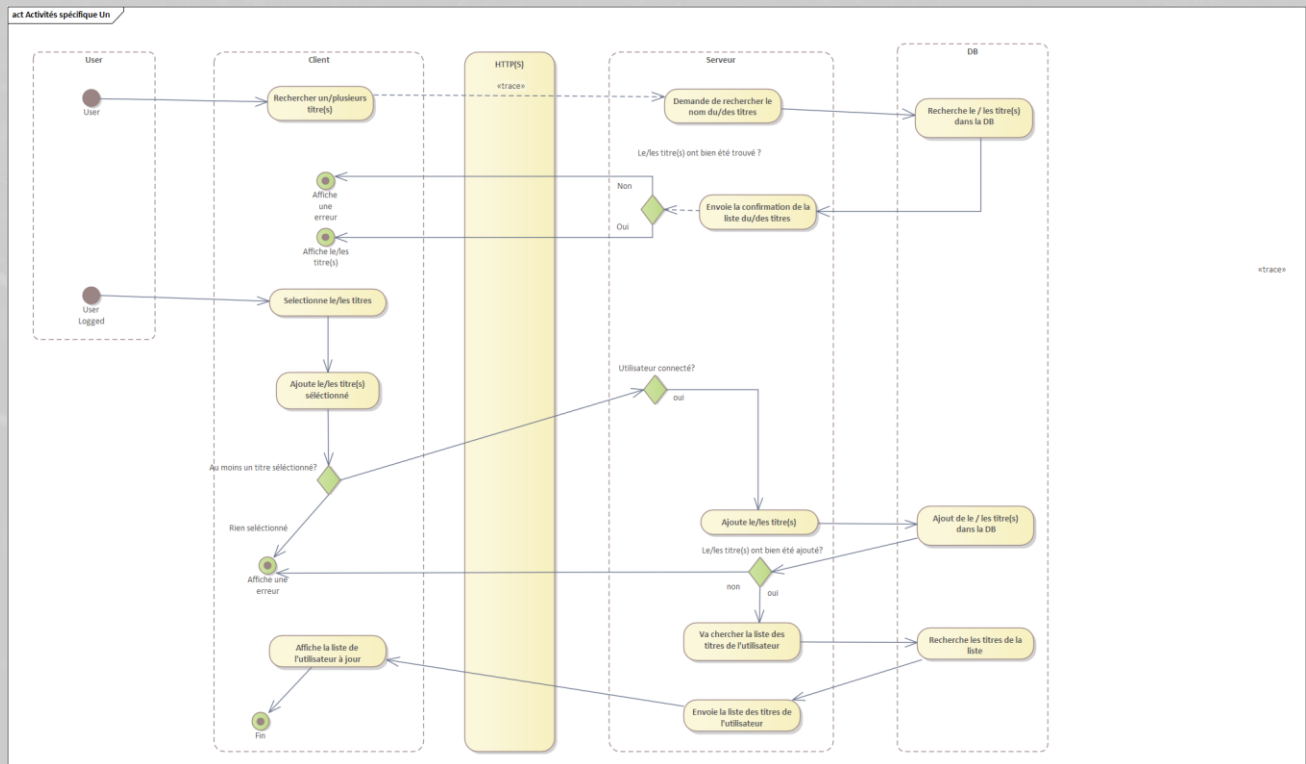 act Activités spécifique Un
User
Client
HTTP(S)
Serveur
DB
«trace»
User
Rechercher un/plusieurs
titre(s)
Demande de rechercher le
nom du/des titres
Recherche le / les titre(s)
dans la DB
Le/les titre(s) ont bien été trouvé ?
Non
Affiche
une
erreur
Envoie la confirmation de la
liste du/des titres
Oui
Affiche le/les
titre(s)
«trace»
User
Logged
Selectionne le/les titres
Utilisateur connecté?
oui
Ajoute le/les titre(s)
séléctionné
Au moins un titre séléctionné?
Rien seléctionné
Ajoute le/les titre(s)
Ajout de le / les titre(s)
dans la DB
Le/les titre(s) ont bien été ajouté?
non
oui
Affiche une
erreur
Va chercher la liste des
titres de l'utilisateur
Recherche les titres de la
liste
Affiche la liste de
l'utilisateur à jour
Envoie la liste des titres de
l'utilisateur
Fin